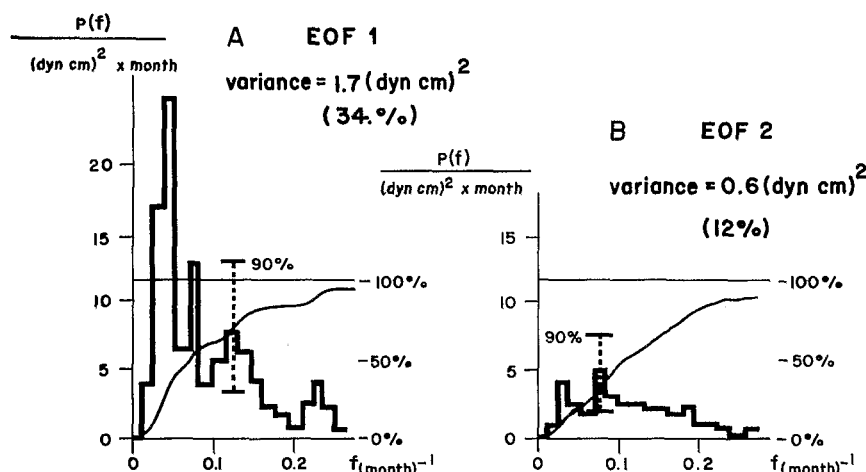 P(f)
(dyn cm)² x month
A EOF 1
variance = 1.7 (dyn cm)²
(34.%)
20
15
10
5
0
90%
-100%
-50%
-0%
0
0.1
0.2
f(month)⁻¹
B EOF 2
P(f)
(dyn cm)² x month
variance = 0.6 (dyn cm)²
(12%)
15
10
5
0
90%
-100%
-50%
-0%
0
0.1
0.2
f(month)⁻¹